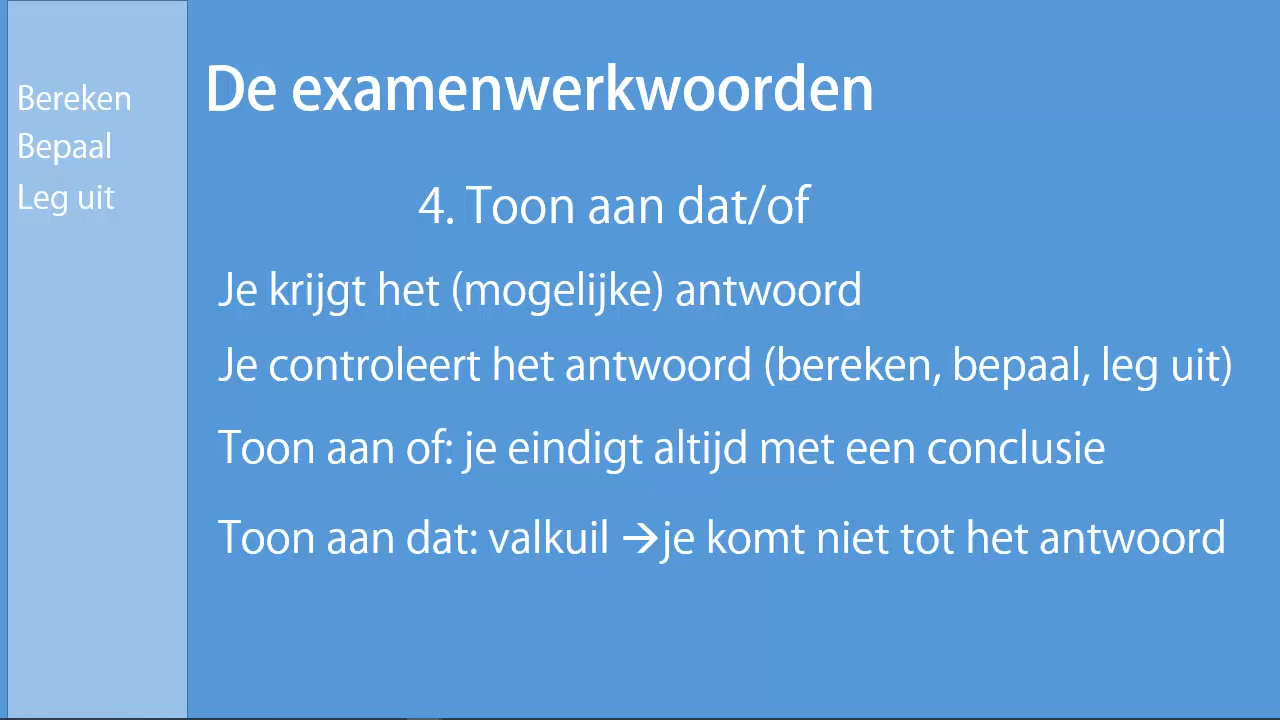 Bereken
Bepaal
Leg uit
De examenwerkwoorden
4. Toon aan dat/of
Je krijgt het (mogelijke) antwoord
Je controleert het antwoord (bereken, bepaal, leg uit)
Toon aan of: je eindigt altijd met een conclusie
Toon aan dat: valkuil →je komt niet tot het antwoord